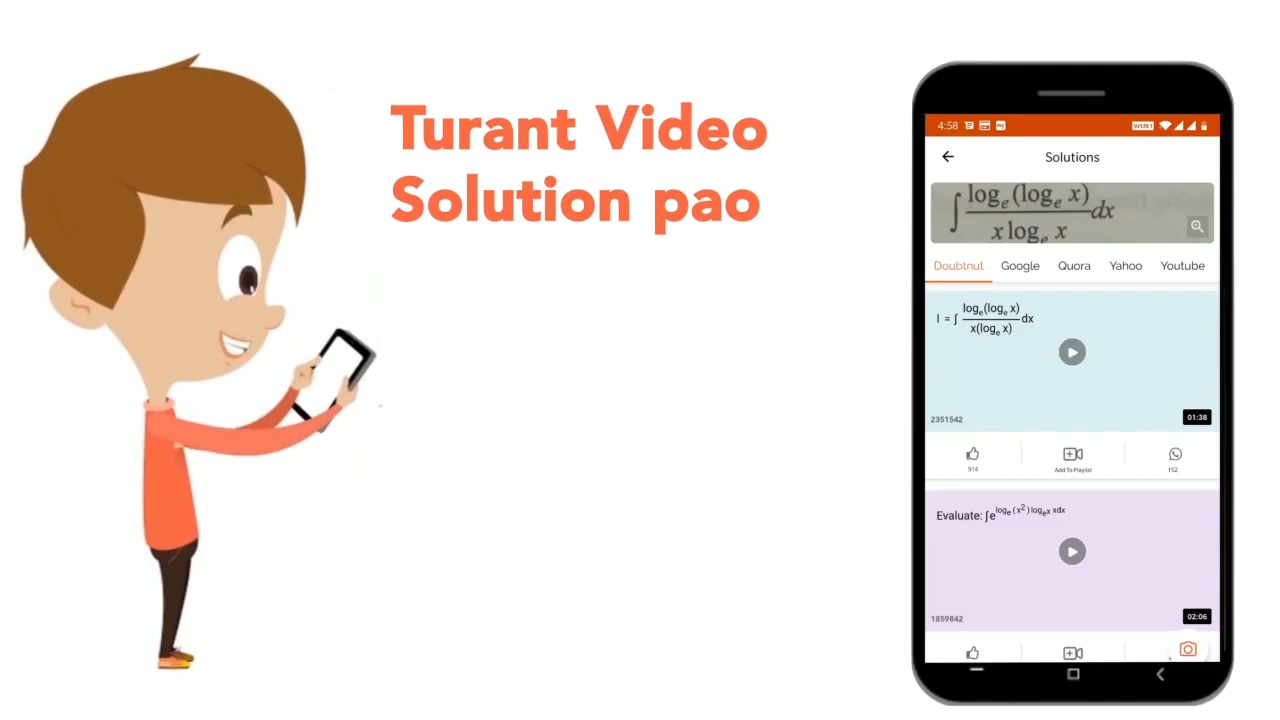 Turant Video
Solution pao
4:58
Solutions
∫ logₑ(logₑ x) / x logₑ x dx
Doubtnut Google Quora Yahoo Youtube
I = ∫ logₑ(logₑ x) / x(logₑ x) dx
2351542 01:38
914 Add To Playlist 152
Evaluate: ∫e^logₑ(x²)logₑx xdx
1859842 02:06